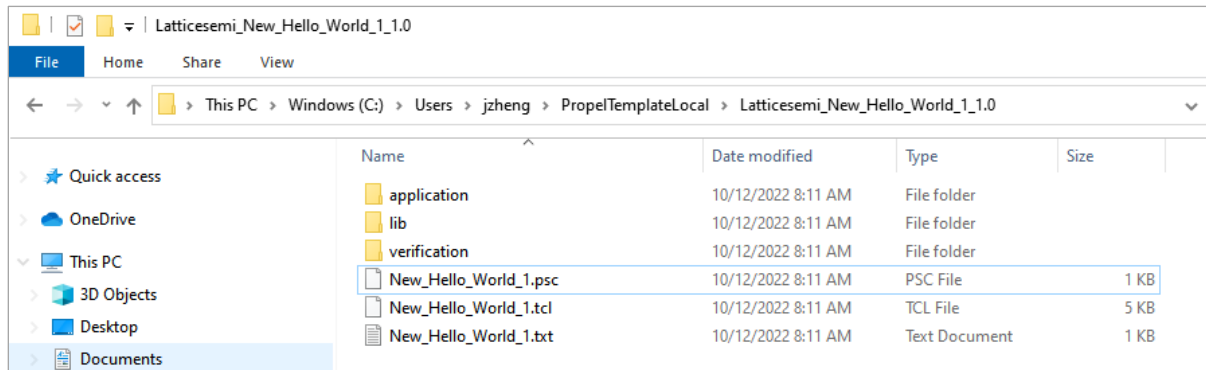 Latticesemi_New_Hello_World_1_1.0
File Home Share View
This PC > Windows (C:) > Users > jzheng > PropelTemplateLocal > Latticesemi_New_Hello_World_1_1.0
Name Date modified Type Size
Quick access
OneDrive
This PC
3D Objects
Desktop
Documents
application 10/12/2022 8:11 AM File folder
lib 10/12/2022 8:11 AM File folder
verification 10/12/2022 8:11 AM File folder
New_Hello_World_1.psc 10/12/2022 8:11 AM PSC File 1 KB
New_Hello_World_1.tcl 10/12/2022 8:11 AM TCL File 5 KB
New_Hello_World_1.txt 10/12/2022 8:11 AM Text Document 1 KB